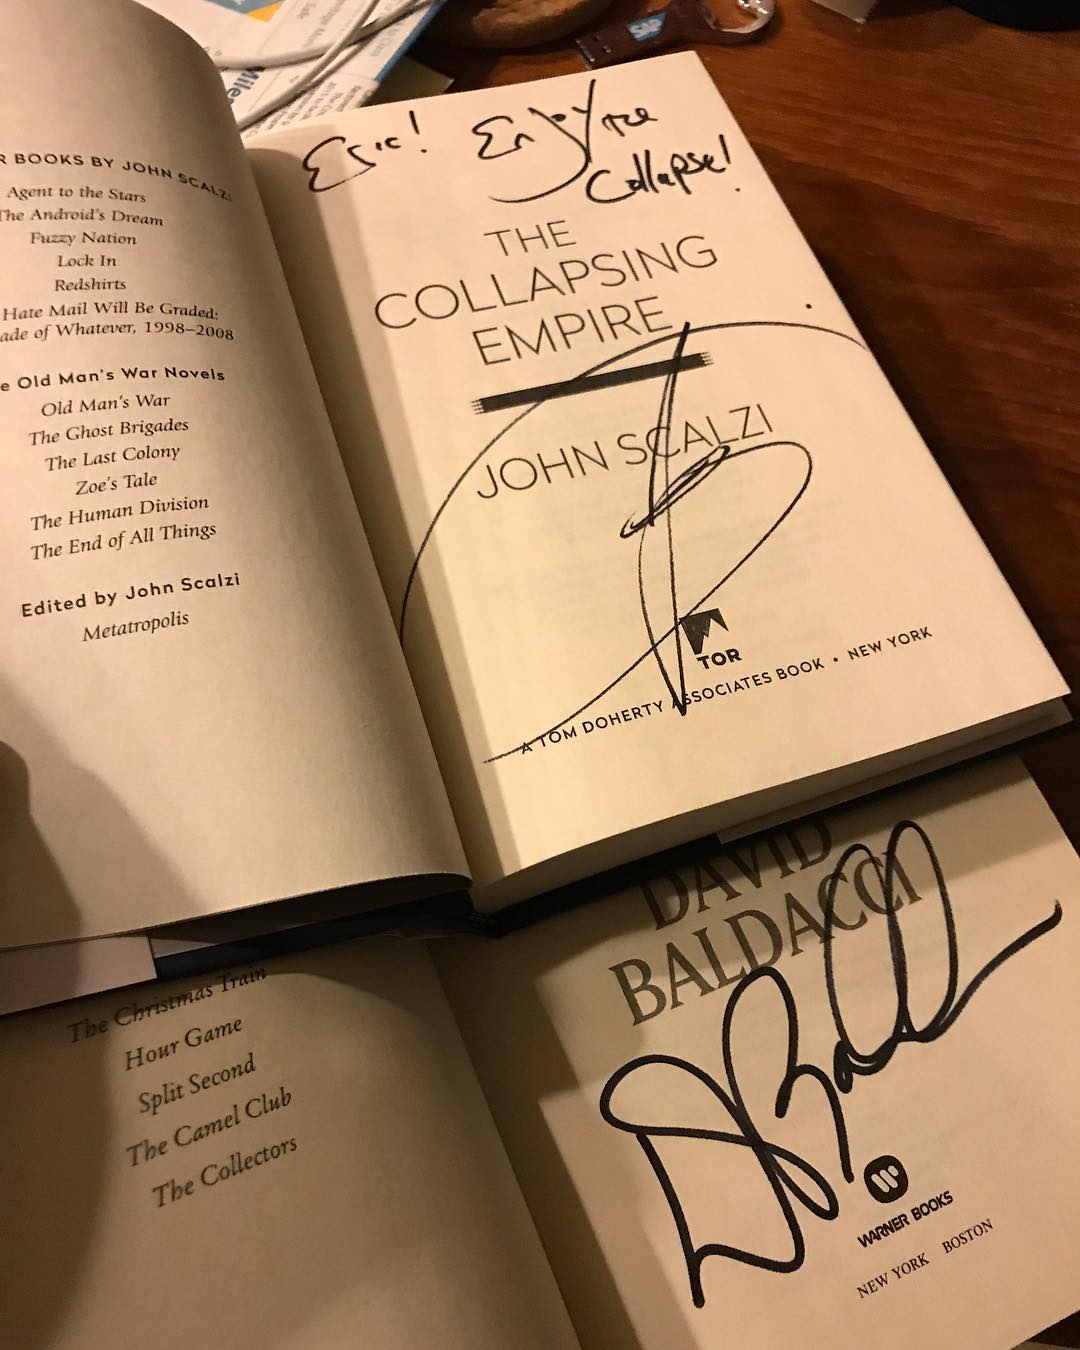 SAP
Miles
R BOOKS BY JOHN SCALZI
Agent to the Stars
The Android's Dream
Fuzzy Nation
Lock In
Redshirts
Hate Mail Will Be Graded:
ade of Whatever, 1998–2008
e Old Man's War Novels
Old Man's War
The Ghost Brigades
The Last Colony
Zoe's Tale
The Human Division
The End of All Things
Edited by John Scalzi
Metatropolis
Eric! Enjoy the
Collapse!
THE
COLLAPSING
EMPIRE
JOHN SCALZI
TOR
A TOM DOHERTY ASSOCIATES BOOK • NEW YORK
The Christmas Train
Hour Game
Split Second
The Camel Club
The Collectors
DAVID
BALDACCI
WARNER BOOKS
NEW YORK BOSTON